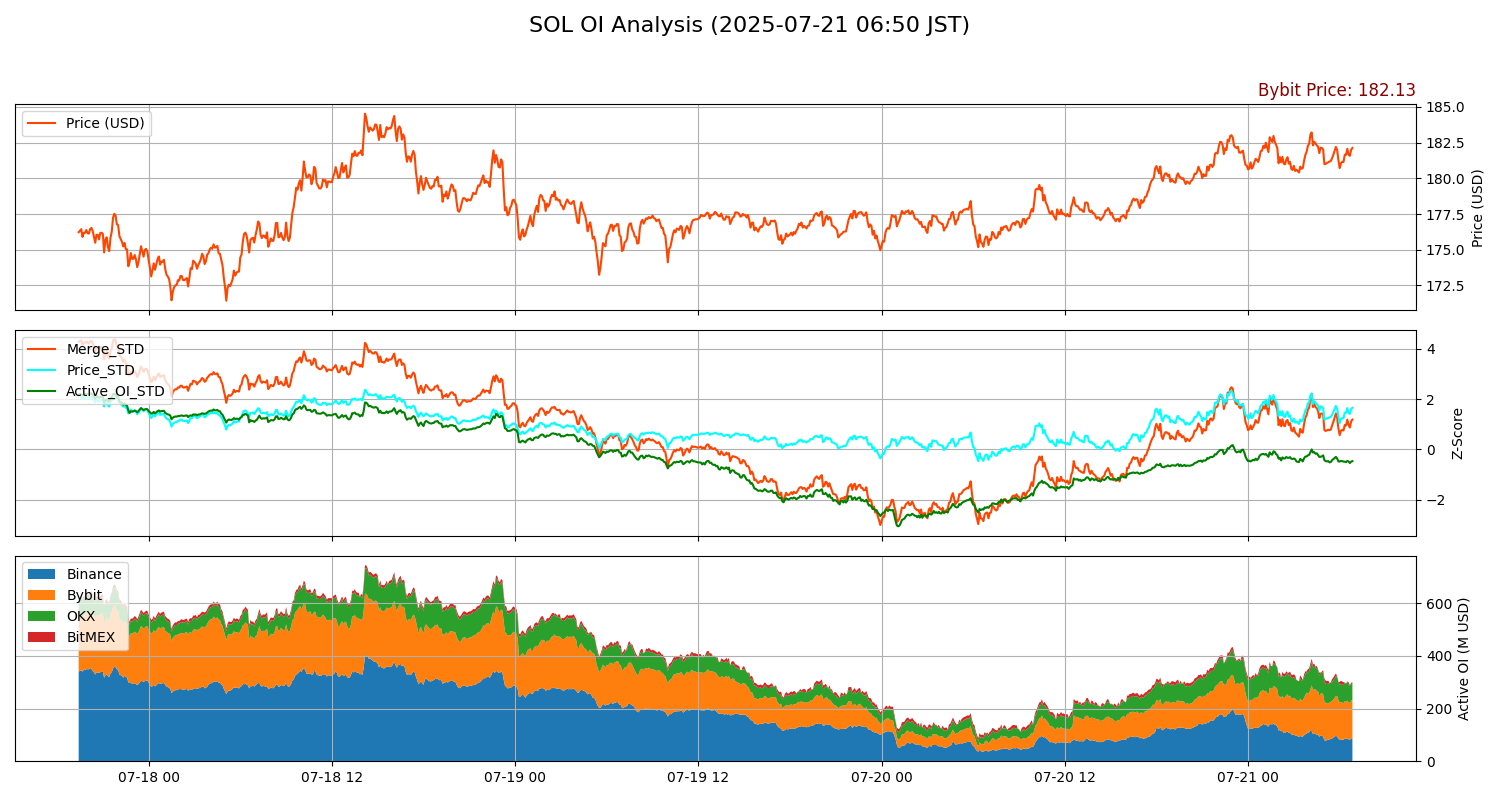 SOL OI Analysis (2025-07-21 06:50 JST)
Bybit Price: 182.13
Price (USD)
185.0
182.5
180.0
177.5
175.0
172.5
Price (USD)
Merge_STD
Price_STD
Active_OI_STD
4
2
0
−2
Z-Score
Binance
Bybit
OKX
BitMEX
600
400
200
0
Active OI (M USD)
07-18 00
07-18 12
07-19 00
07-19 12
07-20 00
07-20 12
07-21 00